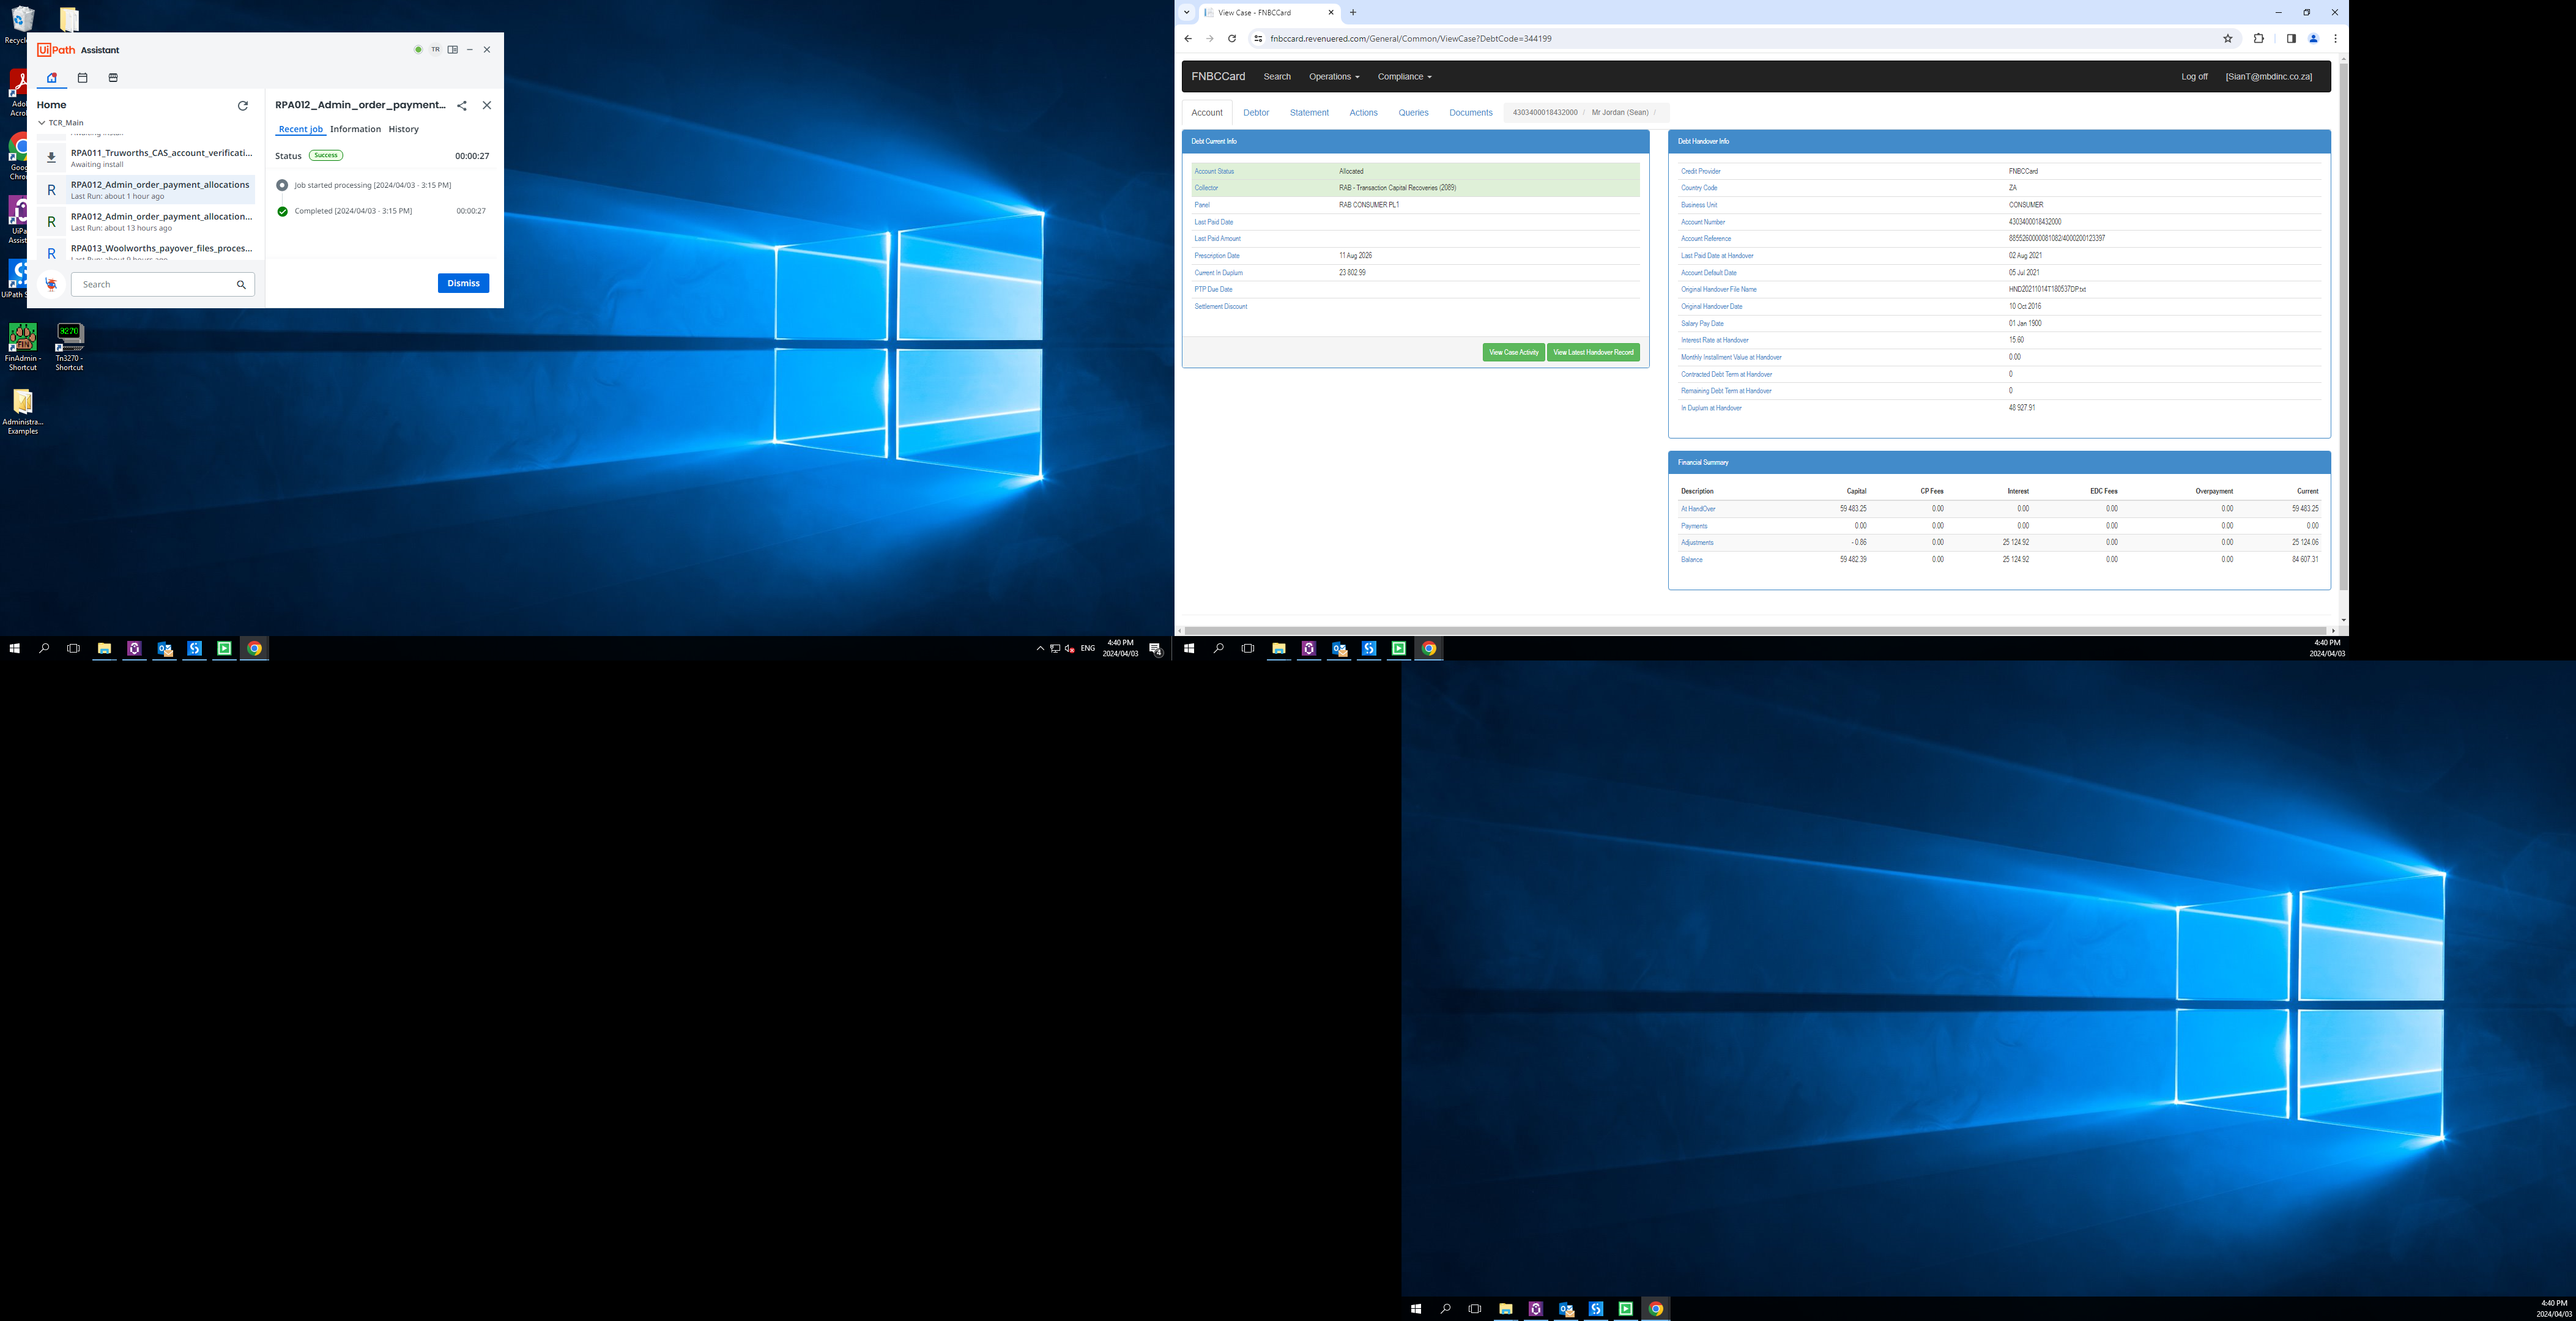 Recycle
UiPath Assistant
TR
Home
TCR_Main
RPA011_Truworths_CAS_account_verificati...
Awaiting install
RPA012_Admin_order_payment_allocations
Last Run: about 1 hour ago
RPA012_Admin_order_payment_allocation...
Last Run: about 13 hours ago
RPA013_Woolworths_payover_files_proces...
Search
RPA012_Admin_order_payment...
Recent job Information History
Status Success 00:00:27
Job started processing [2024/04/03 - 3:15 PM]
Completed [2024/04/03 - 3:15 PM] 00:00:27
Dismiss
FinAdmin - Shortcut
Tn3270 - Shortcut
Administra... Examples
ENG
4:40 PM
2024/04/03
4
View Case - FNBCCard
fnbccard.revenuered.com/General/Common/ViewCase?DebtCode=344199
FNBCCard Search Operations Compliance Log off [SianT@mbdinc.co.za]
Account Debtor Statement Actions Queries Documents 4303400018432000 / Mr Jordan (Sean) /
Debt Current Info
Account Status Allocated
Collector RAB - Transaction Capital Recoveries (2089)
Panel RAB CONSUMER PL1
Last Paid Date
Last Paid Amount
Prescription Date 11 Aug 2026
Current In Duplum 23 802.99
PTP Due Date
Settlement Discount
View Case Activity View Latest Handover Record
Debt Handover Info
Credit Provider FNBCCard
Country Code ZA
Business Unit CONSUMER
Account Number 4303400018432000
Account Reference 8855260000081082/4000200123397
Last Paid Date at Handover 02 Aug 2021
Account Default Date 05 Jul 2021
Original Handover File Name HND20211014T180537DP.txt
Original Handover Date 10 Oct 2016
Salary Pay Date 01 Jan 1900
Interest Rate at Handover 15.60
Monthly Installment Value at Handover 0.00
Contracted Debt Term at Handover 0
Remaining Debt Term at Handover 0
In Duplum at Handover 48 927.91
Financial Summary
Description Capital CP Fees Interest EDC Fees Overpayment Current
At HandOver 59 483.25 0.00 0.00 0.00 0.00 59 483.25
Payments 0.00 0.00 0.00 0.00 0.00 0.00
Adjustments - 0.86 0.00 25 124.92 0.00 0.00 25 124.06
Balance 59 482.39 0.00 25 124.92 0.00 0.00 84 607.31
4:40 PM
2024/04/03
4:40 PM
2024/04/03